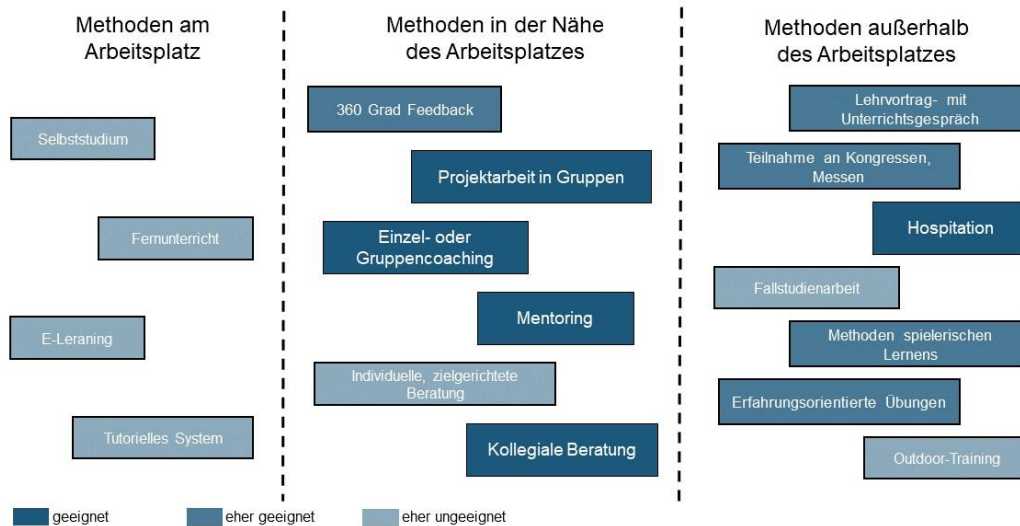 Methoden am
Arbeitsplatz
Selbststudium
Fernunterricht
E-Leraning
Tutorielles System
Methoden in der Nähe
des Arbeitsplatzes
360 Grad Feedback
Projektarbeit in Gruppen
Einzel- oder
Gruppencoaching
Mentoring
Individuelle, zielgerichtete
Beratung
Kollegiale Beratung
Methoden außerhalb
des Arbeitsplatzes
Lehrvortrag- mit
Unterrichtsgespräch
Teilnahme an Kongressen,
Messen
Hospitation
Fallstudienarbeit
Methoden spielerischen
Lernens
Erfahrungsorientierte Übungen
Outdoor-Training
geeignet
eher geeignet
eher ungeeignet